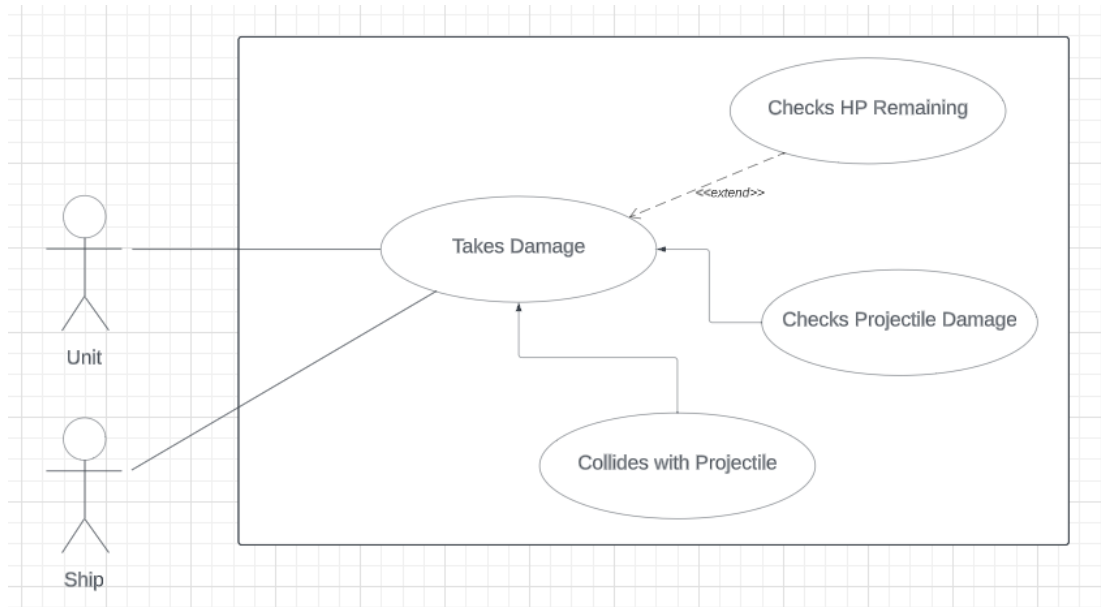 Checks HP Remaining
<<extend>>
Takes Damage
Checks Projectile Damage
Unit
Collides with Projectile
Ship